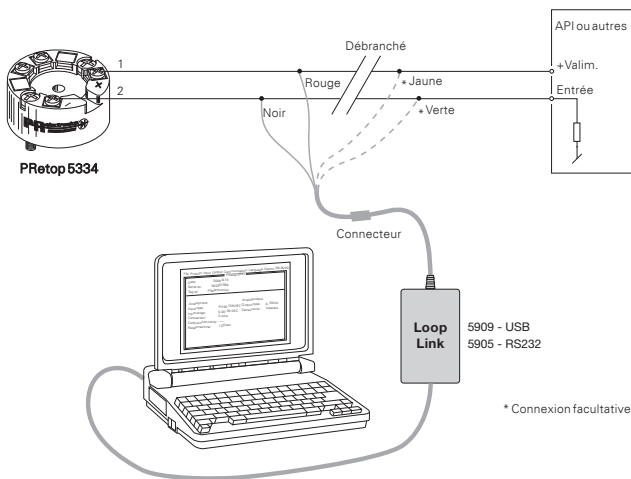 API ou autres
Débranché
1
+Valim.
Rouge
* Jaune
2
Entrée
Noir
* Verte
PRetop 5334
Connecteur
Loop
Link
5909 - USB
5905 - RS232
* Connexion facultative